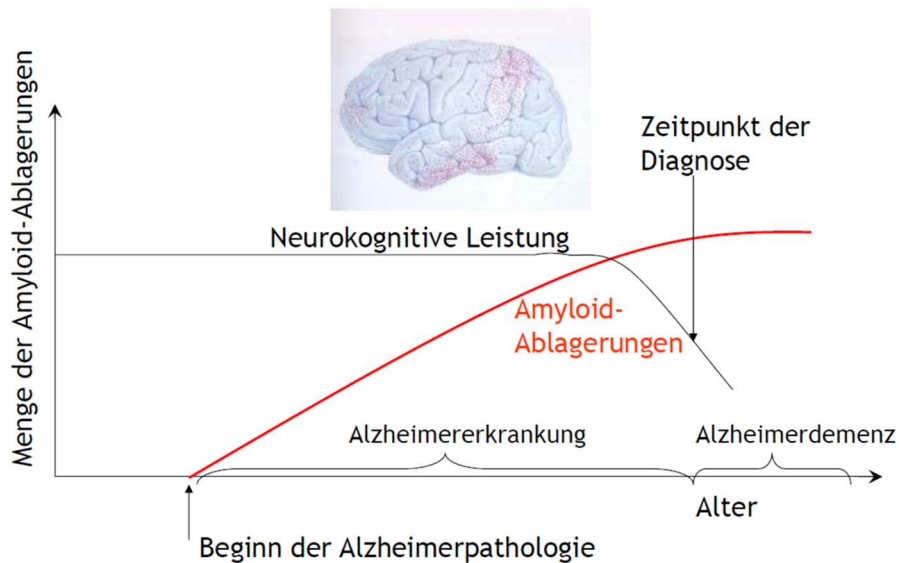 Menge der Amyloid-Ablagerungen
Zeitpunkt der
Diagnose
Neurokognitive Leistung
Amyloid-
Ablagerungen
Alzheimererkrankung
Alzheimerdemenz
Alter
Beginn der Alzheimerpathologie